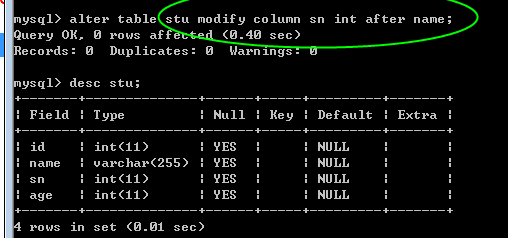 mysql> alter table stu modify column sn int after name;
Query OK, 0 rows affected (0.40 sec)
Records: 0  Duplicates: 0  Warnings: 0
mysql> desc stu;
+-------+--------------+------+-----+---------+-------+
| Field | Type         | Null | Key | Default | Extra |
+-------+--------------+------+-----+---------+-------+
| id    | int(11)      | YES  |     | NULL    |       |
| name  | varchar(255) | YES  |     | NULL    |       |
| sn    | int(11)      | YES  |     | NULL    |       |
| age   | int(11)      | YES  |     | NULL    |       |
+-------+--------------+------+-----+---------+-------+
4 rows in set (0.01 sec)